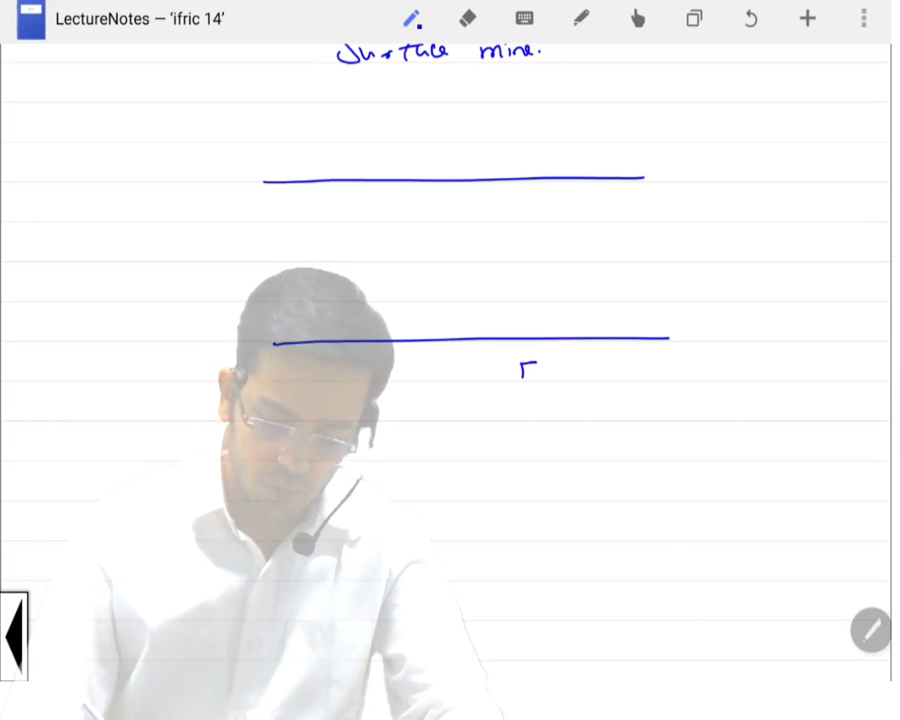 LectureNotes — ‘ifric 14’
Surface mine.